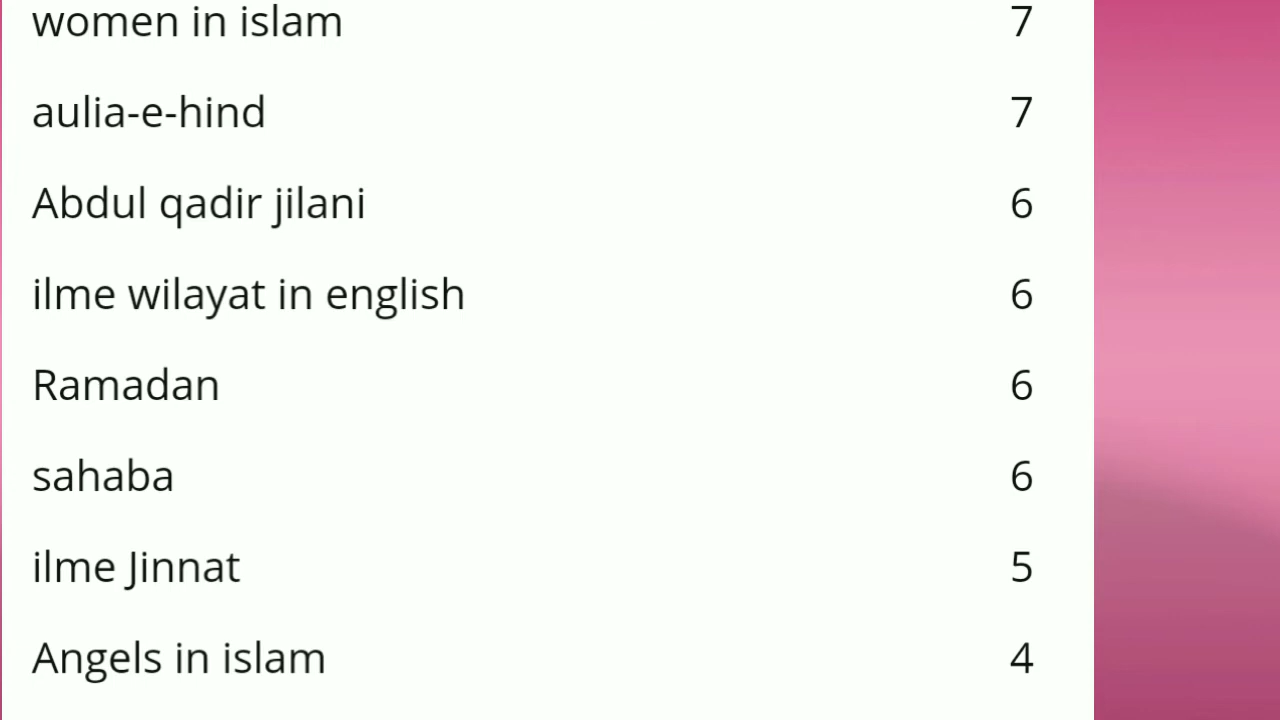 women in islam 7
aulia-e-hind 7
Abdul qadir jilani 6
ilme wilayat in english 6
Ramadan 6
sahaba 6
ilme Jinnat 5
Angels in islam 4